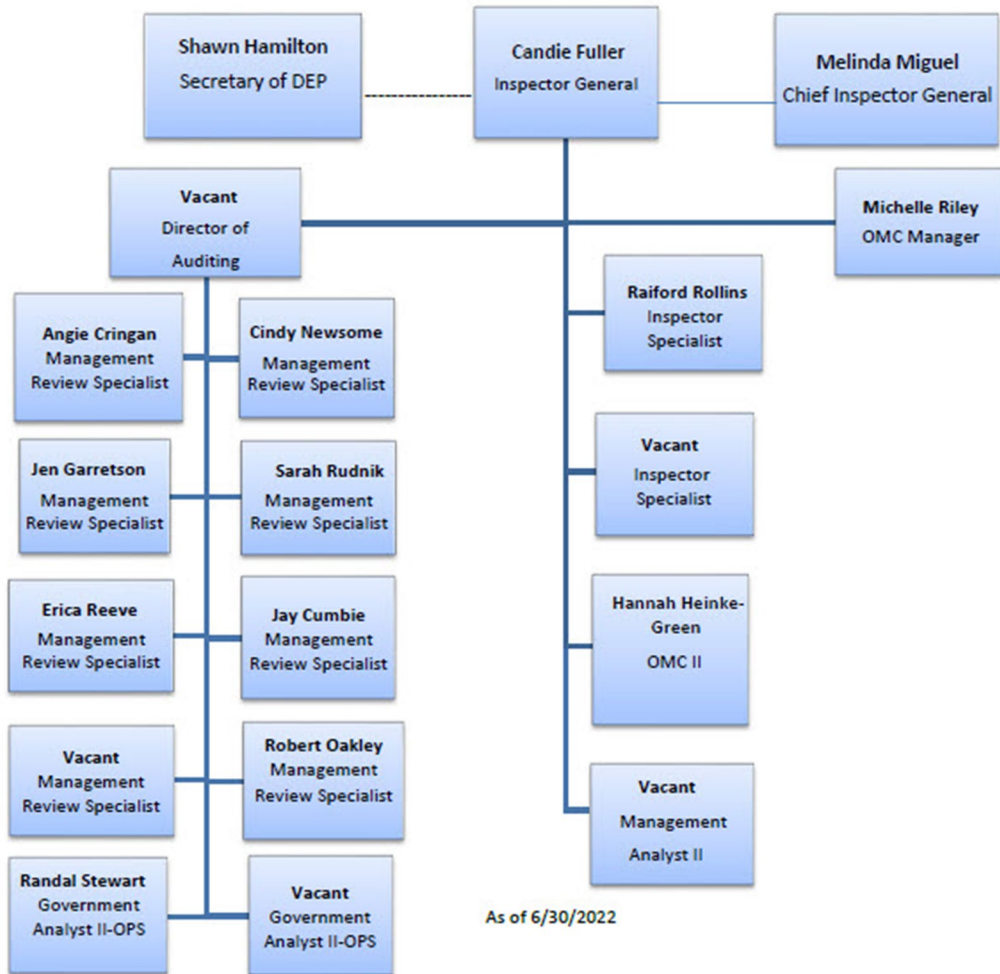 Shawn Hamilton
Secretary of DEP
Candie Fuller
Inspector General
Melinda Miguel
Chief Inspector General
Vacant
Director of
Auditing
Michelle Riley
OMC Manager
Angie Cringan
Management
Review Specialist
Cindy Newsome
Management
Review Specialist
Jen Garretson
Management
Review Specialist
Sarah Rudnik
Management
Review Specialist
Erica Reeve
Management
Review Specialist
Jay Cumbie
Management
Review Specialist
Vacant
Management
Review Specialist
Robert Oakley
Management
Review Specialist
Randal Stewart
Government
Analyst II-OPS
Vacant
Government
Analyst II-OPS
Raiford Rollins
Inspector
Specialist
Vacant
Inspector
Specialist
Hannah Heinke-
Green
OMC II
Vacant
Management
Analyst II
As of 6/30/2022